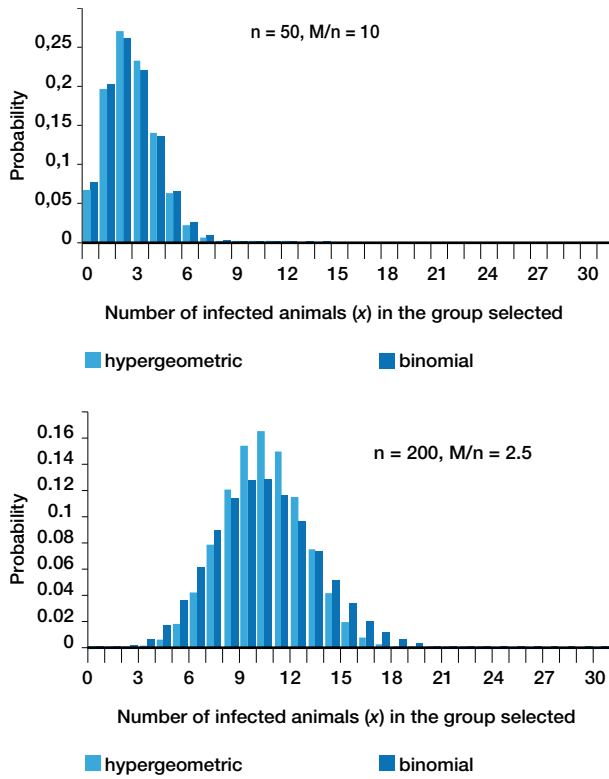 n = 50, M/n = 10
Probability
0,25
0,2
0,15
0,1
0,05
0
0 3 6 9 12 15 18 21 24 27 30
Number of infected animals (x) in the group selected
hypergeometric binomial
n = 200, M/n = 2.5
Probability
0.16
0.14
0.12
0.1
0.08
0.06
0.04
0.02
0
0 3 6 9 12 15 18 21 24 27 30
Number of infected animals (x) in the group selected
hypergeometric binomial